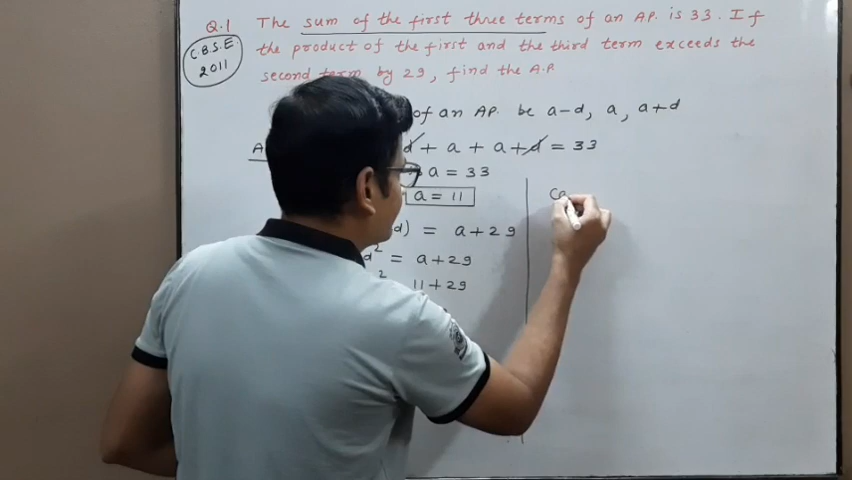 Q.1 The sum of the first three terms of an A.P. is 33. If
C.B.S.E 2011
the product of the first and the third term exceeds the
second term by 29, find the A.P.
of an AP. be a-d, a, a+d
A
d + a + a+d = 33
a = 33
a = 11
d) = a+29
d² = a+29
² 11+29
Ca